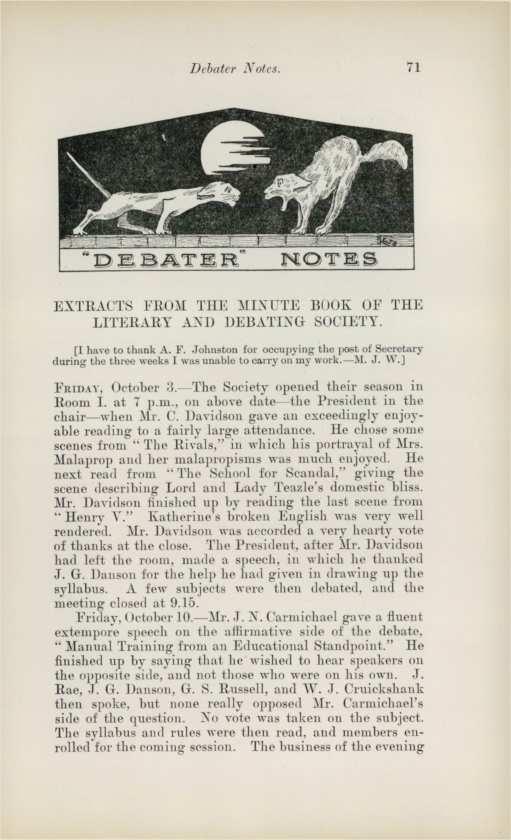 Debater Notes. 71
"DEBATER" NOTES
EXTRACTS FROM THE MINUTE BOOK OF THE
LITERARY AND DEBATING SOCIETY.
[I have to thank A. F. Johnston for occupying the post of Secretary
during the three weeks I was unable to carry on my work.—M. J. W.]
FRIDAY, October 3.—The Society opened their season in
Room I. at 7 p.m., on above date—the President in the
chair—when Mr. C. Davidson gave an exceedingly enjoy-
able reading to a fairly large attendance. He chose some
scenes from "The Rivals," in which his portrayal of Mrs.
Malaprop and her malapropisms was much enjoyed. He
next read from "The School for Scandal," giving the
scene describing Lord and Lady Teazle's domestic bliss.
Mr. Davidson finished up by reading the last scene from
"Henry V." Katherine's broken English was very well
rendered. Mr. Davidson was accorded a very hearty vote
of thanks at the close. The President, after Mr. Davidson
had left the room, made a speech, in which he thanked
J. G. Danson for the help he had given in drawing up the
syllabus. A few subjects were then debated, and the
meeting closed at 9.15.
Friday, October 10.—Mr. J. N. Carmichael gave a fluent
extempore speech on the affirmative side of the debate,
"Manual Training from an Educational Standpoint." He
finished up by saying that he wished to hear speakers on
the opposite side, and not those who were on his own. J.
Rae, J. G. Danson, G. S. Russell, and W. J. Cruickshank
then spoke, but none really opposed Mr. Carmichael's
side of the question. No vote was taken on the subject.
The syllabus and rules were then read, and members en-
rolled for the coming session. The business of the evening